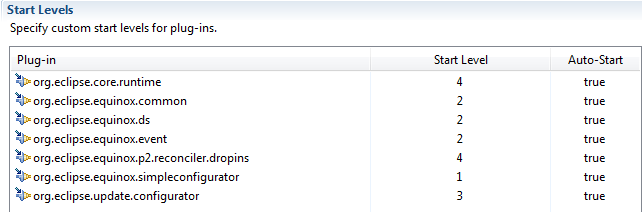 Start Levels
Specify custom start levels for plug-ins.
Plug-in Start Level Auto-Start
org.eclipse.core.runtime 4 true
org.eclipse.equinox.common 2 true
org.eclipse.equinox.ds 2 true
org.eclipse.equinox.event 2 true
org.eclipse.equinox.p2.reconciler.dropins 4 true
org.eclipse.equinox.simpleconfigurator 1 true
org.eclipse.update.configurator 3 true